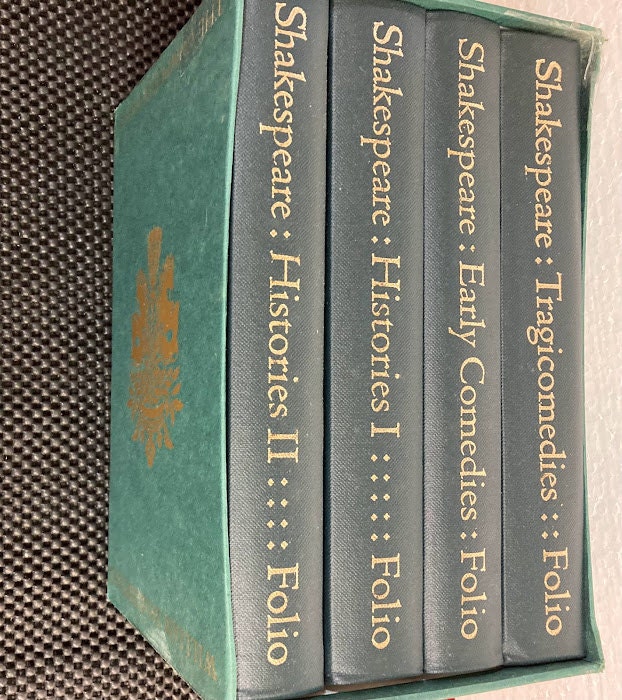 Shakespeare : Tragicomedies : : Folio
Shakespeare : Early Comedies : Folio
Shakespeare : Histories I : : : : : Folio
Shakespeare : Histories II : : : : Folio